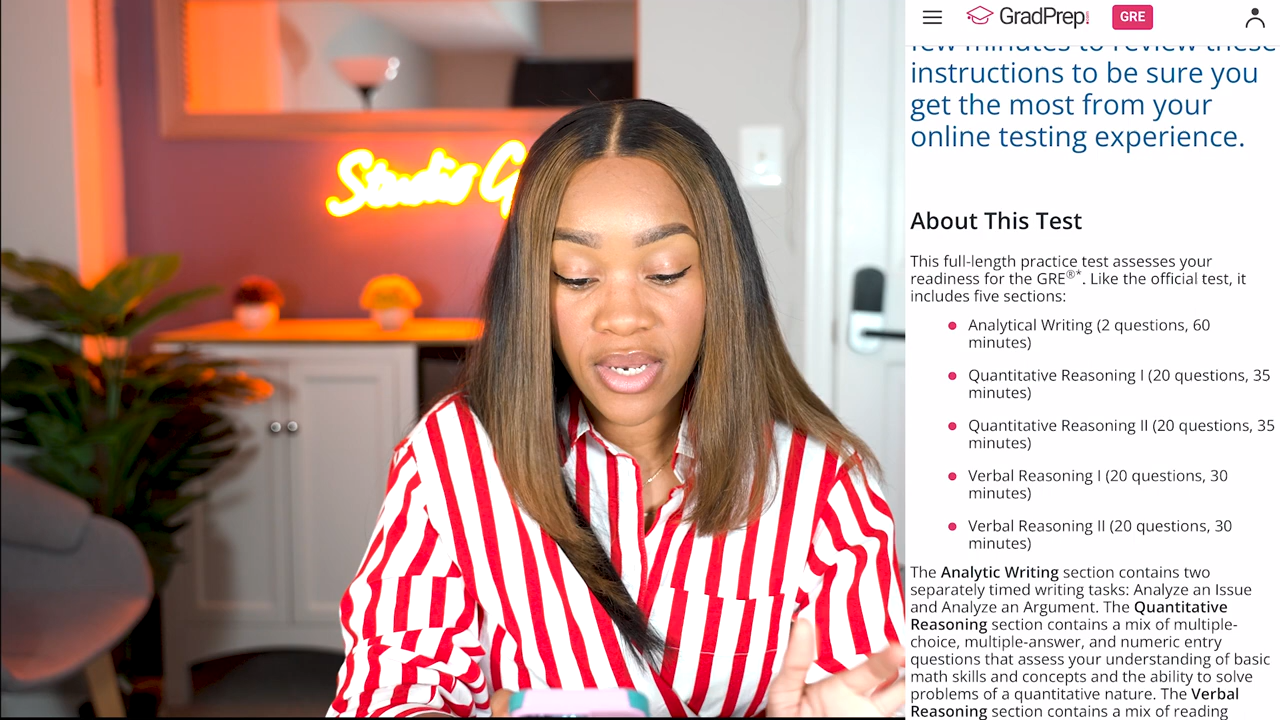 Studio G
GradPrep
GRE
few minutes to review these
instructions to be sure you
get the most from your
online testing experience.
About This Test
This full-length practice test assesses your
readiness for the GRE®*. Like the official test, it
includes five sections:
Analytical Writing (2 questions, 60
minutes)
Quantitative Reasoning I (20 questions, 35
minutes)
Quantitative Reasoning II (20 questions, 35
minutes)
Verbal Reasoning I (20 questions, 30
minutes)
Verbal Reasoning II (20 questions, 30
minutes)
The Analytic Writing section contains two
separately timed writing tasks: Analyze an Issue
and Analyze an Argument. The Quantitative
Reasoning section contains a mix of multiple-
choice, multiple-answer, and numeric entry
questions that assess your understanding of basic
math skills and concepts and the ability to solve
problems of a quantitative nature. The Verbal
Reasoning section contains a mix of reading